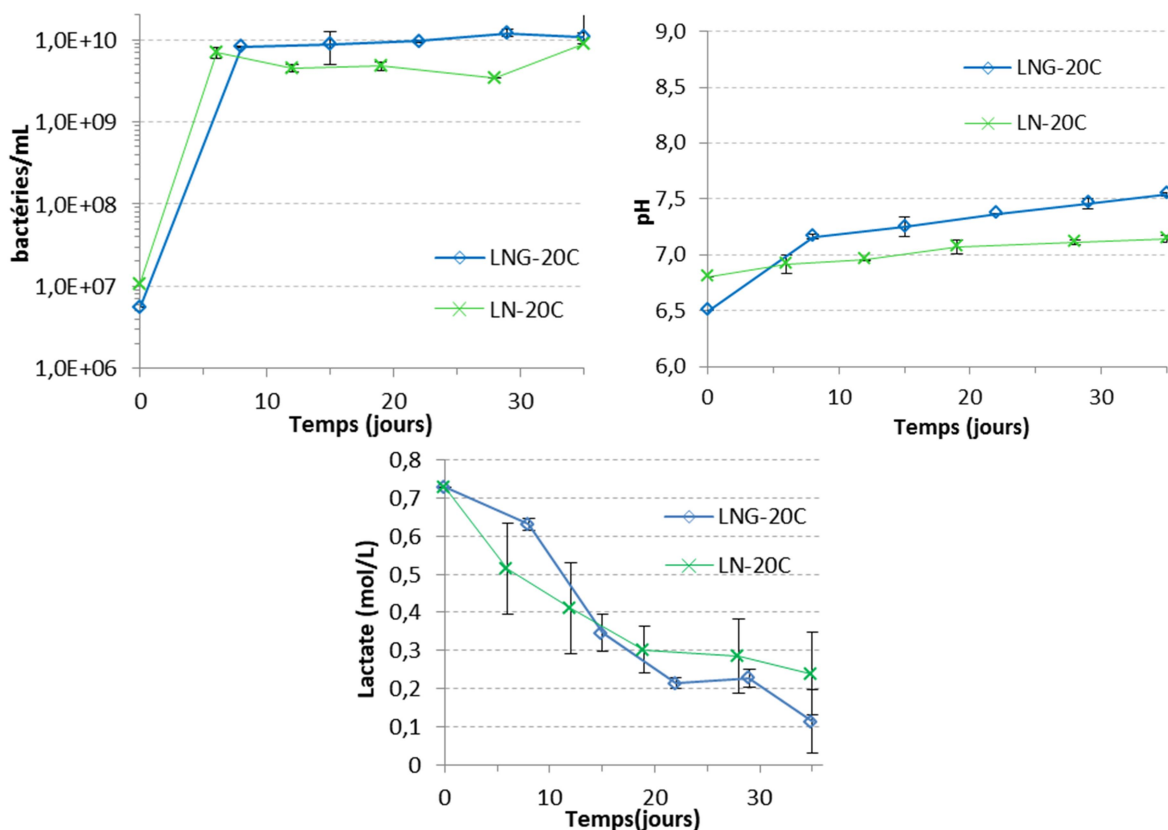 bactéries/mL
1,0E+10
1,0E+09
1,0E+08
1,0E+07
1,0E+06
LNG-20C
LN-20C
0
10
20
30
Temps (jours)
pH
9,0
8,5
8,0
7,5
7,0
6,5
6,0
LNG-20C
LN-20C
0
10
20
30
Temps (jours)
Lactate (mol/L)
0,8
0,7
0,6
0,5
0,4
0,3
0,2
0,1
0
LNG-20C
LN-20C
0
10
20
30
Temps(jours)